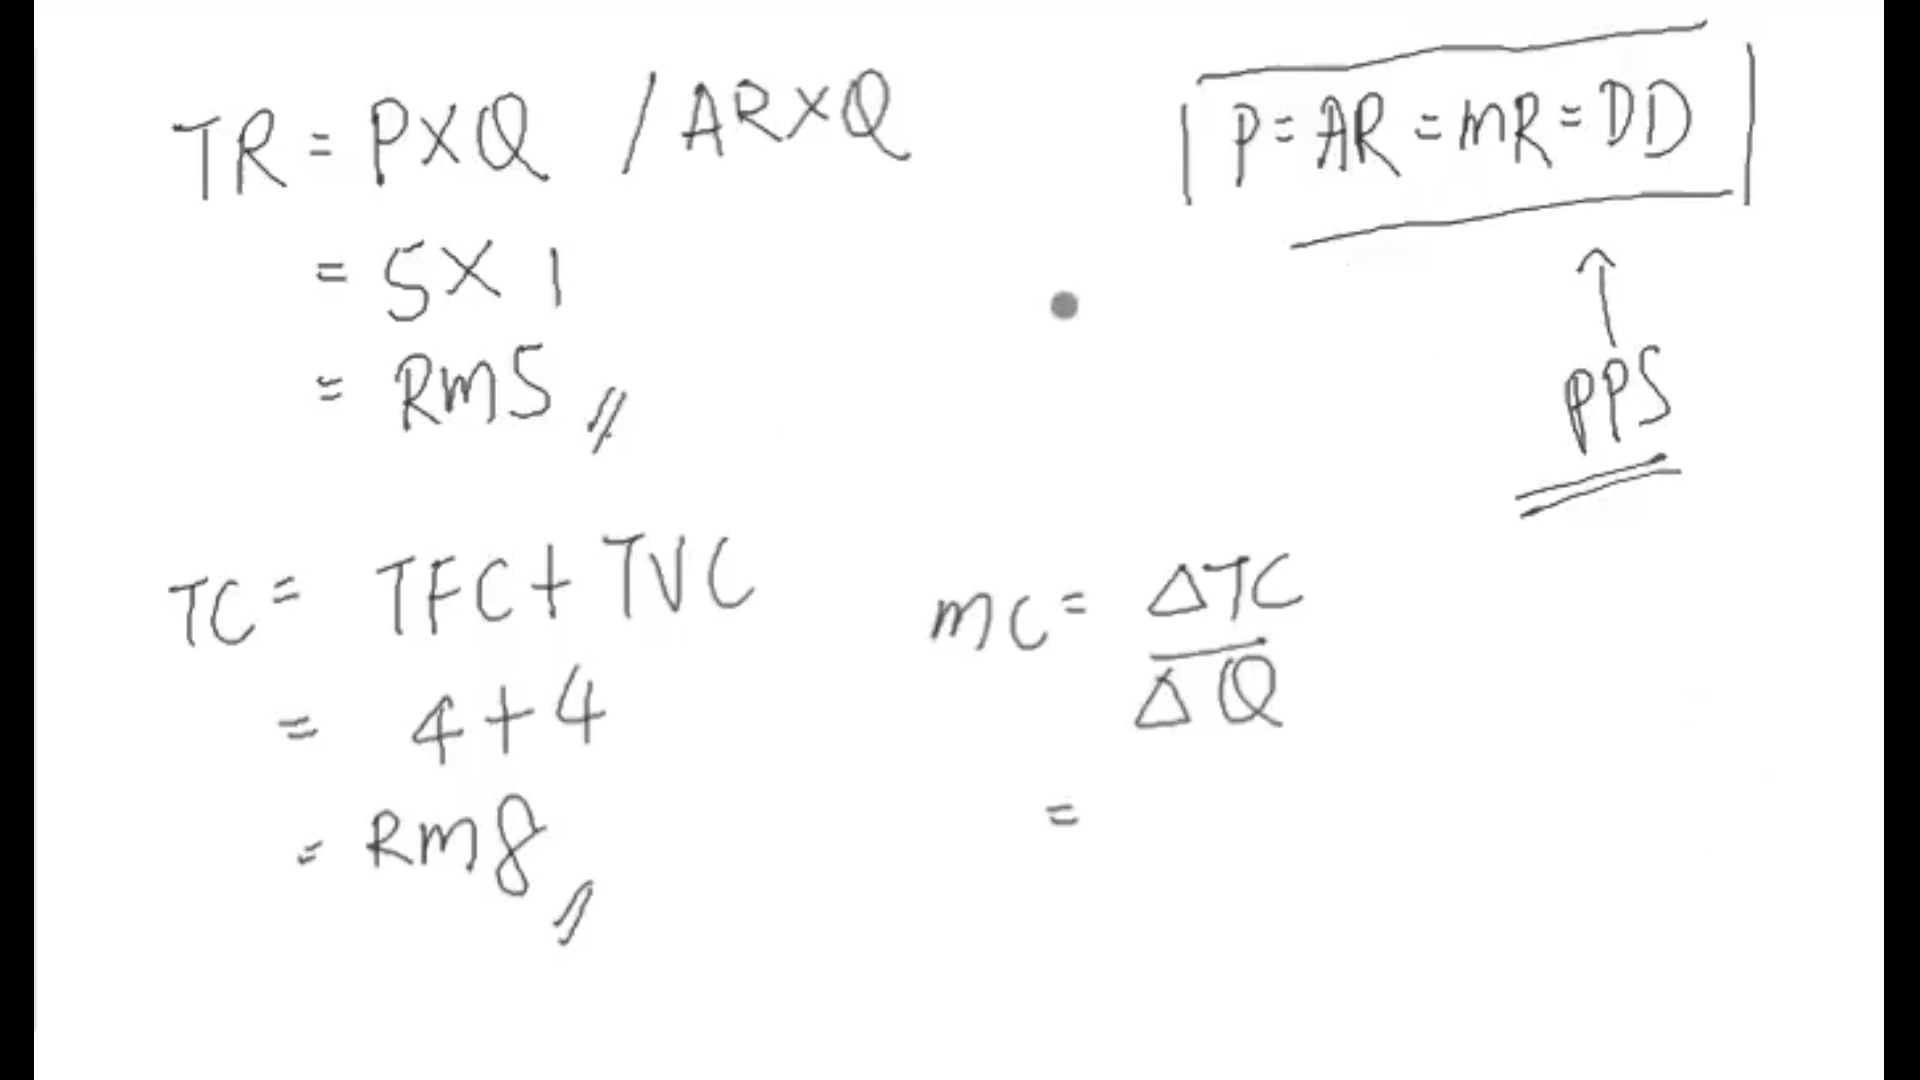 TR = P×Q / AR×Q
= 5×1
= Rm5 //
P = AR = mR = DD
↑
PPS
TC = TFC + TVC
= 4+4
= Rm8 //
mC = ΔTC
ΔQ
=